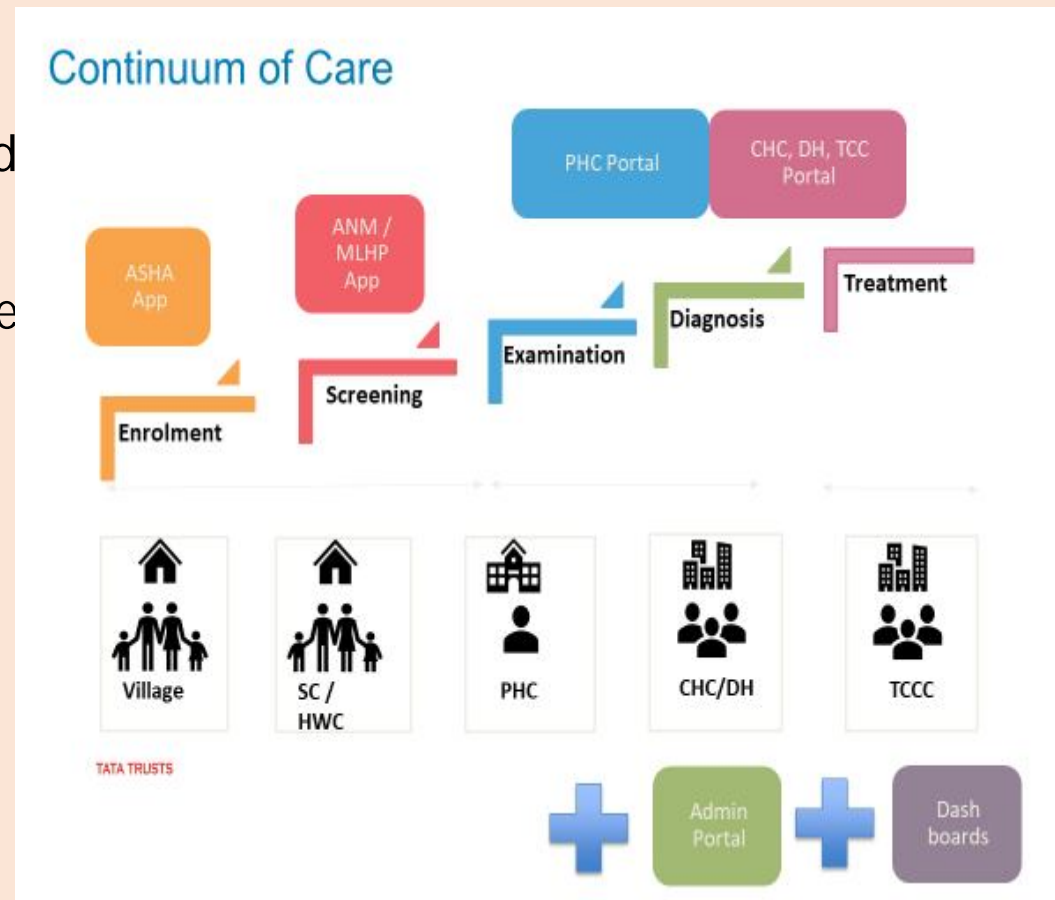 Continuum of Care
d
e
PHC Portal
CHC, DH, TCC
Portal
ANM /
MLHP
App
ASHA
App
Treatment
Diagnosis
Examination
Screening
Enrolment
Village
SC /
HWC
PHC
CHC/DH
TCCC
TATA TRUSTS
Admin
Portal
Dash
boards